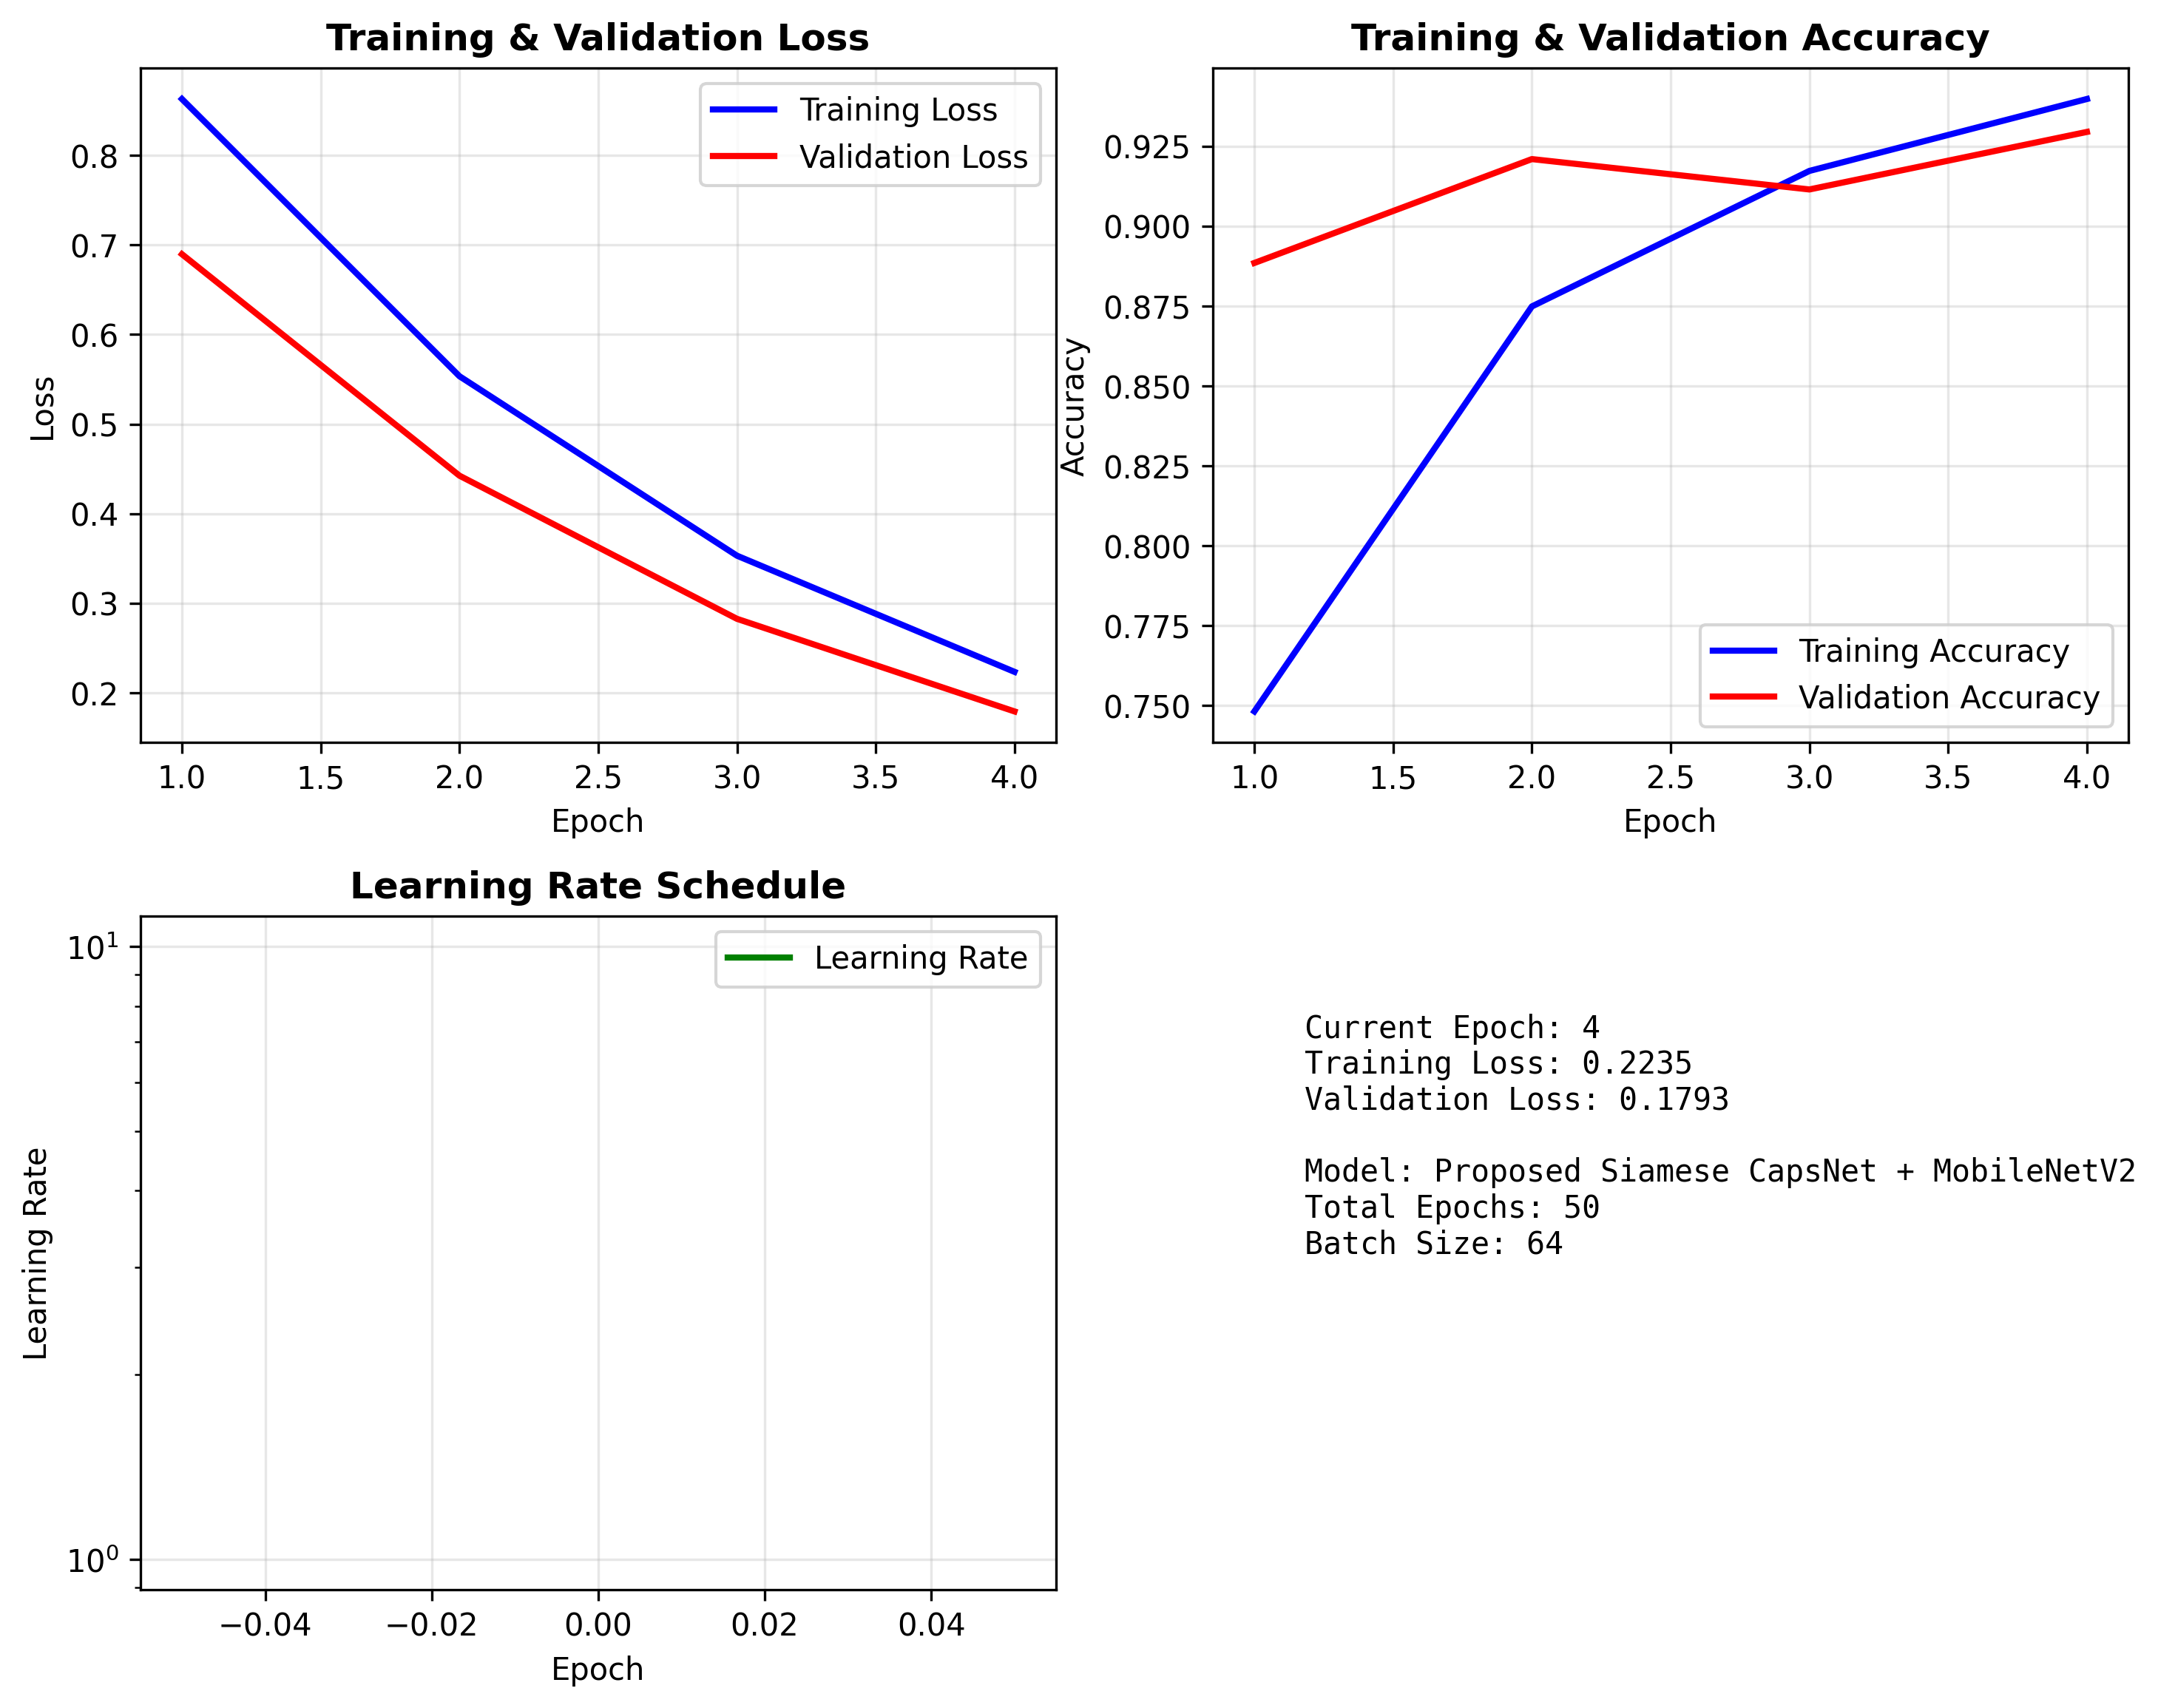 Training & Validation Loss
Training Loss
Validation Loss
0.8
0.7
0.6
0.5
0.4
0.3
0.2
Loss
1.0 1.5 2.0 2.5 3.0 3.5 4.0
Epoch
Training & Validation Accuracy
0.925
0.900
0.875
0.850
0.825
0.800
0.775
0.750
Accuracy
Training Accuracy
Validation Accuracy
1.0 1.5 2.0 2.5 3.0 3.5 4.0
Epoch
Learning Rate Schedule
Learning Rate
10¹
10⁰
Learning Rate
−0.04 −0.02 0.00 0.02 0.04
Epoch
Current Epoch: 4
Training Loss: 0.2235
Validation Loss: 0.1793
Model: Proposed Siamese CapsNet + MobileNetV2
Total Epochs: 50
Batch Size: 64